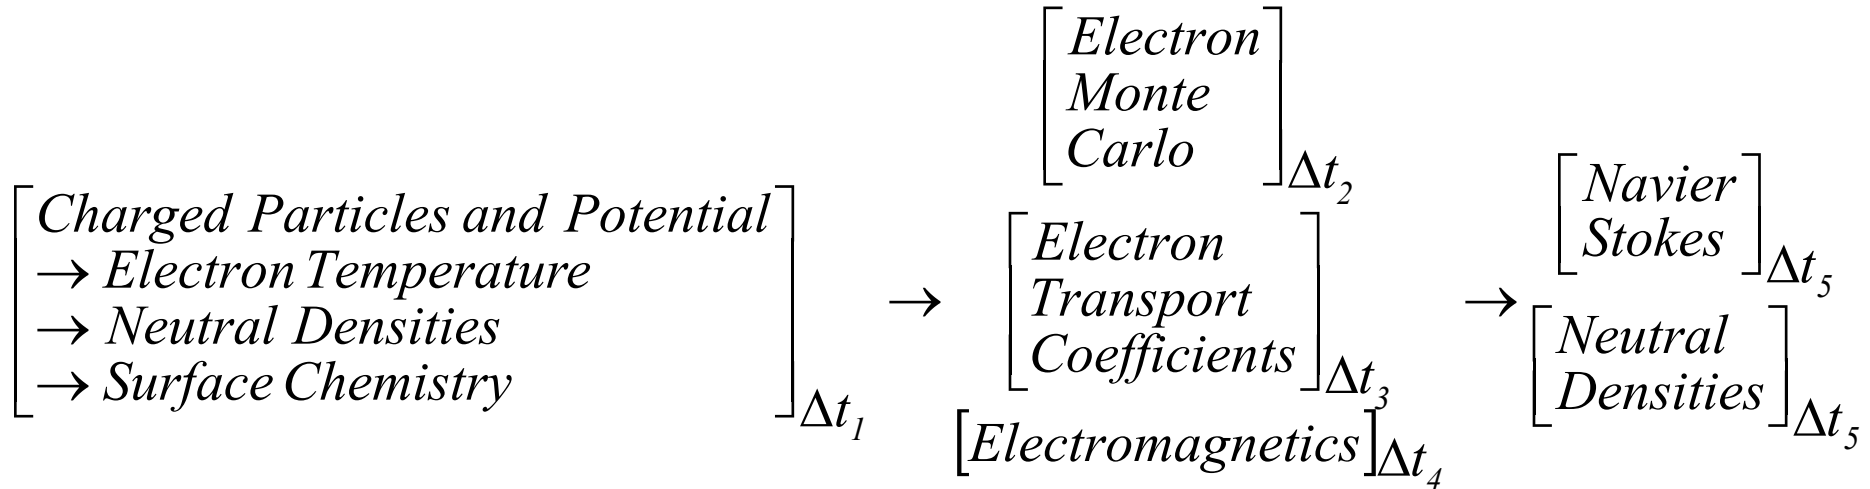 [Charged Particles and Potential
→ Electron Temperature
→ Neutral Densities
→ Surface Chemistry]Δt₁
→
[Electron
Monte
Carlo]Δt₂
[Electron
Transport
Coefficients]Δt₃
[Electromagnetics]Δt₄
→
[Navier
Stokes]Δt₅
[Neutral
Densities]Δt₅